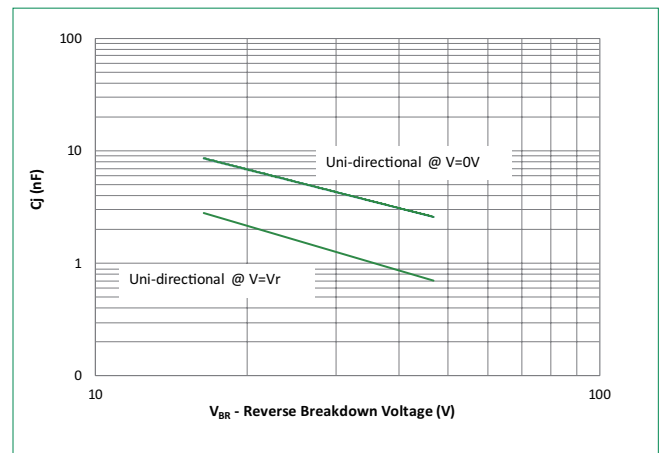 100
10
1
0
Cj (nF)
Uni-directional @ V=0V
Uni-directional @ V=Vr
10
100
VBR - Reverse Breakdown Voltage (V)